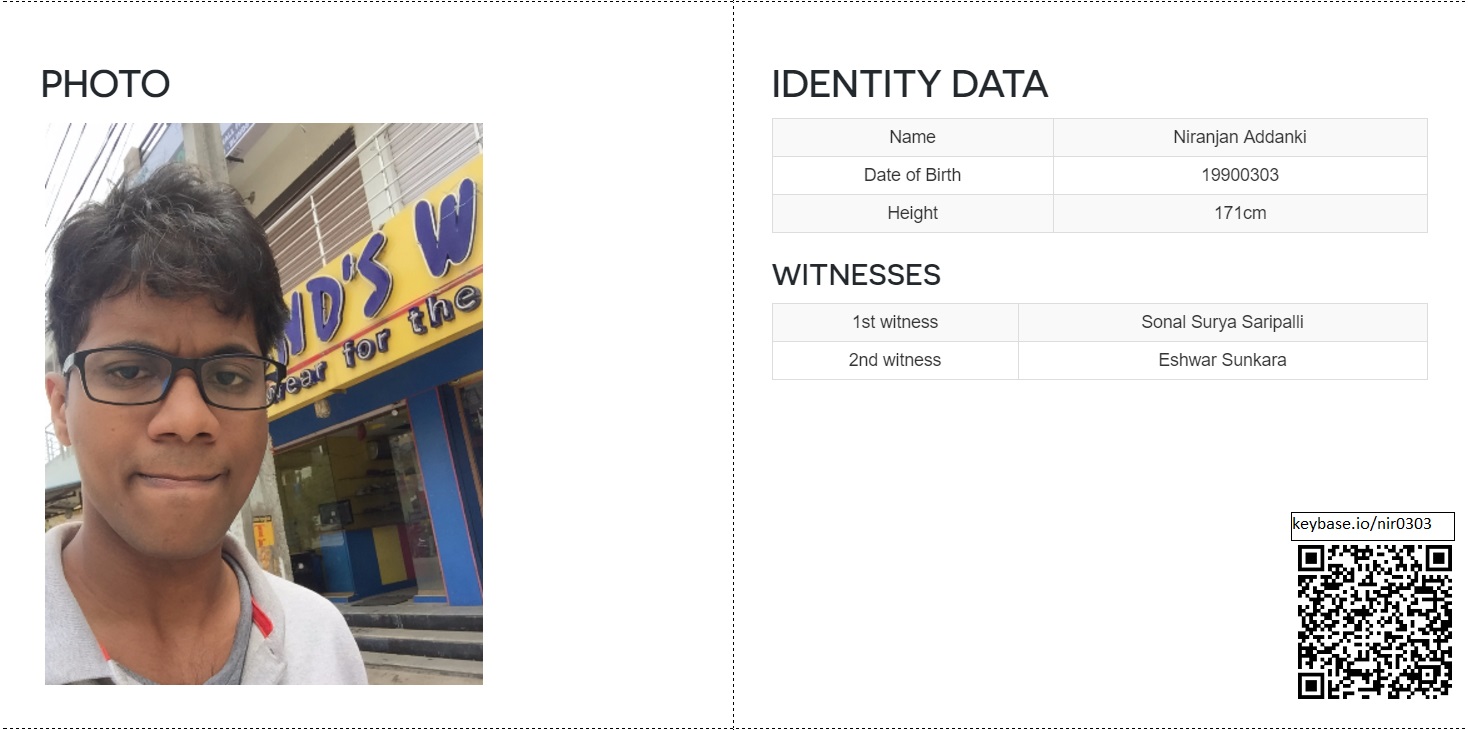 PHOTO
ND'S W
wear for the
IDENTITY DATA
Name Niranjan Addanki
Date of Birth 19900303
Height 171cm
WITNESSES
1st witness Sonal Surya Saripalli
2nd witness Eshwar Sunkara
keybase.io/nir0303